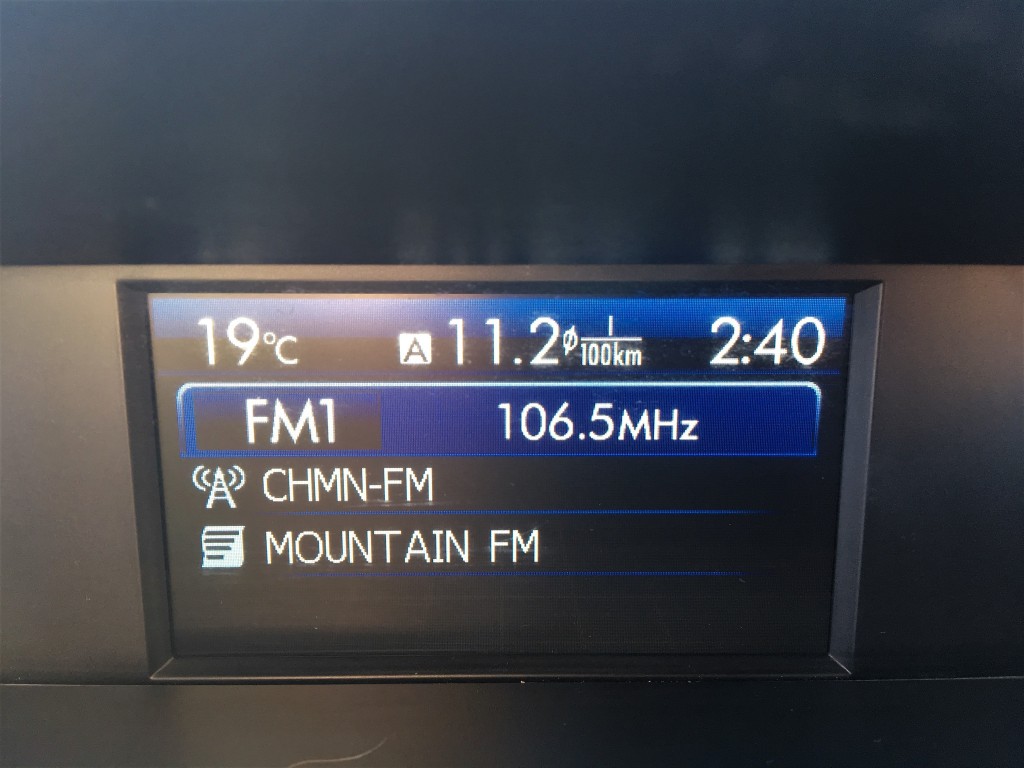 19°C A 11.2 ø l/100km 2:40
FM1 106.5MHz
CHMN-FM
MOUNTAIN FM